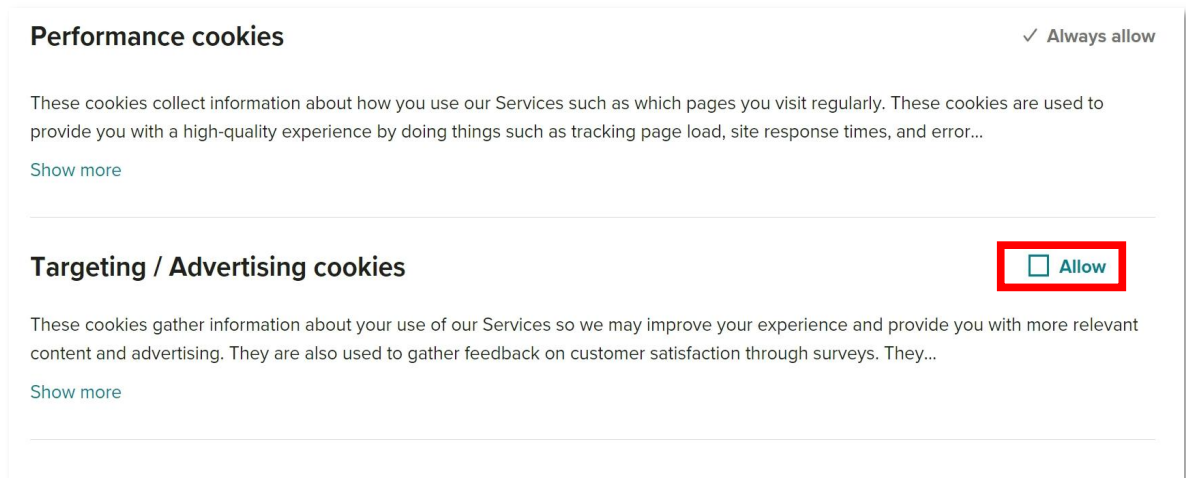 Performance cookies
Always allow
These cookies collect information about how you use our Services such as which pages you visit regularly. These cookies are used to
provide you with a high-quality experience by doing things such as tracking page load, site response times, and error...
Show more
Targeting / Advertising cookies
Allow
These cookies gather information about your use of our Services so we may improve your experience and provide you with more relevant
content and advertising. They are also used to gather feedback on customer satisfaction through surveys. They...
Show more